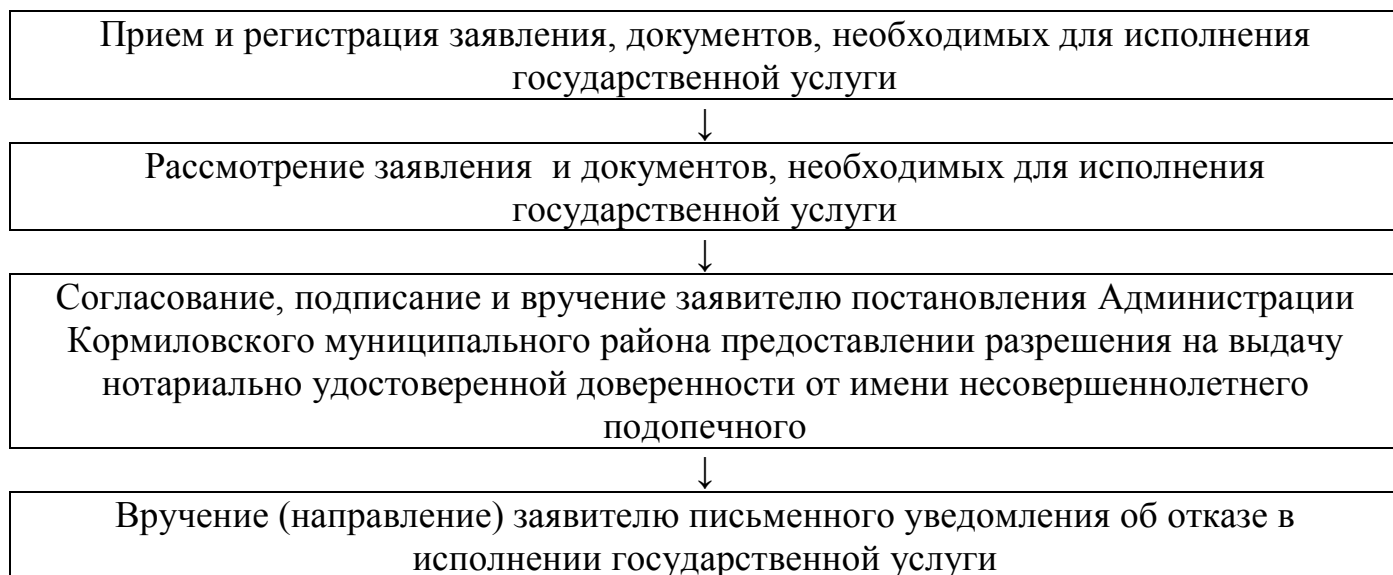 Прием и регистрация заявления, документов, необходимых для исполнения
государственной услуги
↓
Рассмотрение заявления  и документов, необходимых для исполнения
государственной услуги
↓
Согласование, подписание и вручение заявителю постановления Администрации
Кормиловского муниципального района предоставлении разрешения на выдачу
нотариально удостоверенной доверенности от имени несовершеннолетнего
подопечного
↓
Вручение (направление) заявителю письменного уведомления об отказе в
исполнении государственной услуги